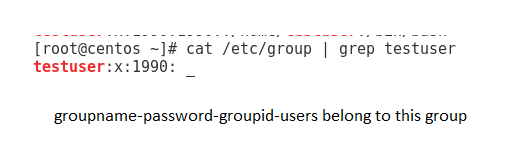 [root@centos ~]# cat /etc/group | grep testuser
testuser:x:1990: _
groupname-password-groupid-users belong to this group